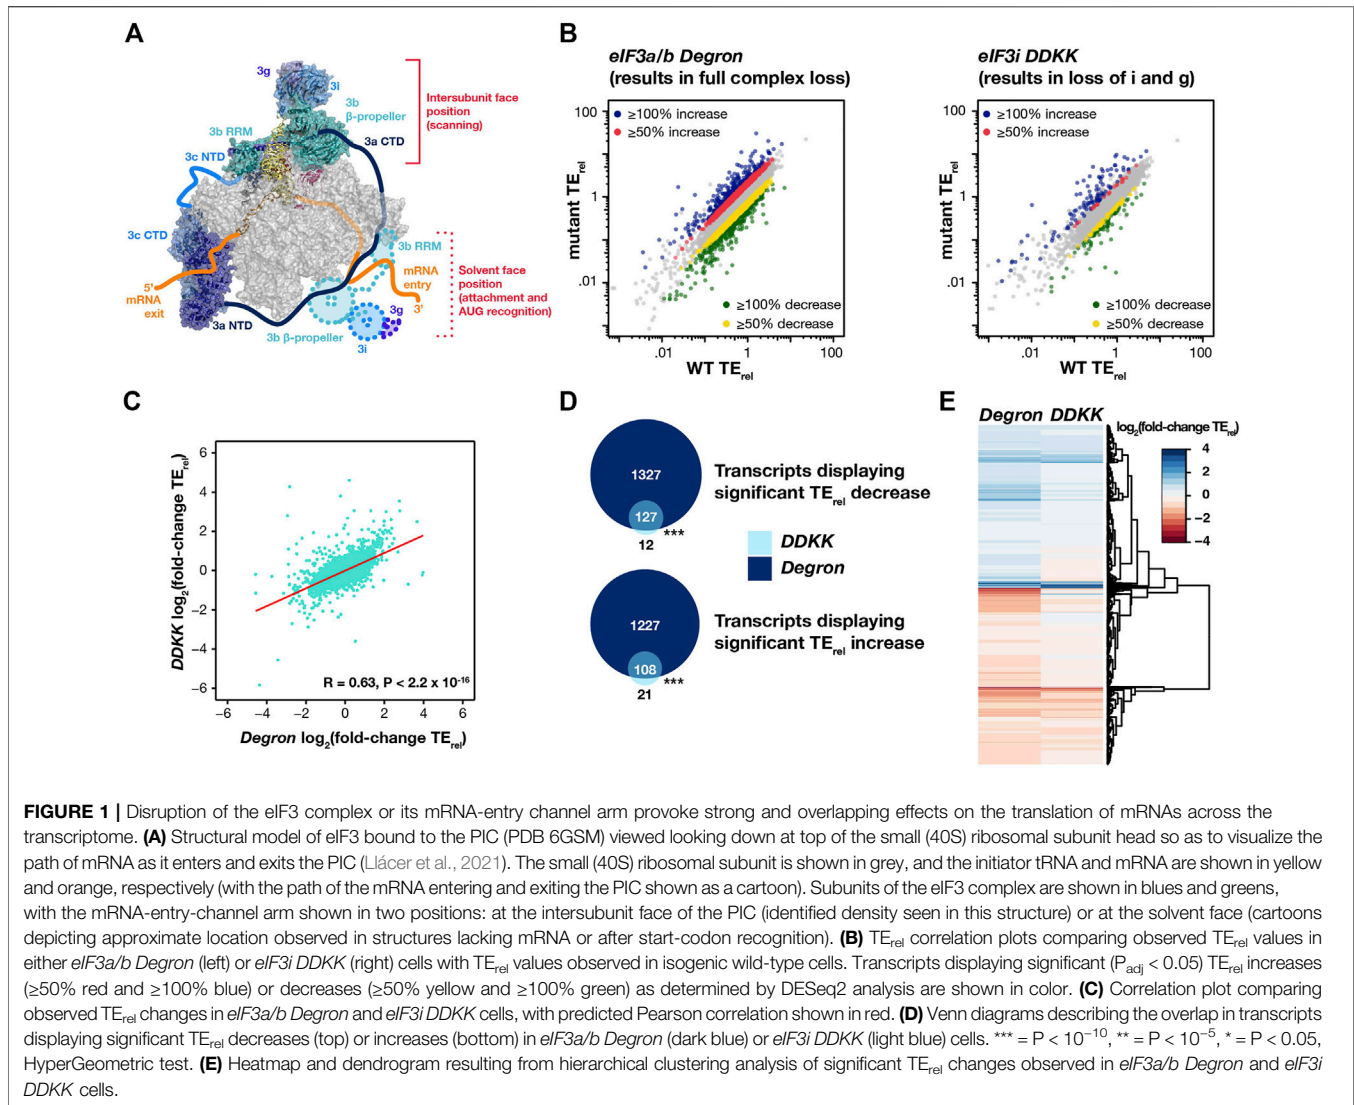 A
3g
3i
3b
β-propeller
3b RRM
3a CTD
3c NTD
Intersubunit face
position
(scanning)
3c CTD
3b RRM
5'
mRNA
exit
mRNA
entry
3'
3a NTD
3b β-propeller
3g
3i
Solvent face
position
(attachment and
AUG recognition)
B
eIF3a/b Degron
(results in full complex loss)
≥100% increase
≥50% increase
≥100% decrease
≥50% decrease
100
1
.01
mutant TErel
.01 1 100
WT TErel
eIF3i DDKK
(results in loss of i and g)
≥100% increase
≥50% increase
≥100% decrease
≥50% decrease
100
1
.01
mutant TErel
.01 1 100
WT TErel
C
6
4
2
0
−2
−4
−6
DDKK log2(fold-change TErel)
R = 0.63, P < 2.2 x 10-16
−6 −4 −2 0 2 4 6
Degron log2(fold-change TErel)
D
1327
127
12
***
Transcripts displaying
significant TErel decrease
DDKK
Degron
1227
108
21
***
Transcripts displaying
significant TErel increase
E
Degron DDKK
log2(fold-change TErel)
4
2
0
−2
−4
FIGURE 1 | Disruption of the eIF3 complex or its mRNA-entry channel arm provoke strong and overlapping effects on the translation of mRNAs across the
transcriptome. (A) Structural model of eIF3 bound to the PIC (PDB 6GSM) viewed looking down at top of the small (40S) ribosomal subunit head so as to visualize the
path of mRNA as it enters and exits the PIC (Llácer et al., 2021). The small (40S) ribosomal subunit is shown in grey, and the initiator tRNA and mRNA are shown in yellow
and orange, respectively (with the path of the mRNA entering and exiting the PIC shown as a cartoon). Subunits of the eIF3 complex are shown in blues and greens,
with the mRNA-entry-channel arm shown in two positions: at the intersubunit face of the PIC (identified density seen in this structure) or at the solvent face (cartoons
depicting approximate location observed in structures lacking mRNA or after start-codon recognition). (B) TErel correlation plots comparing observed TErel values in
either eIF3a/b Degron (left) or eIF3i DDKK (right) cells with TErel values observed in isogenic wild-type cells. Transcripts displaying significant (Padj < 0.05) TErel increases
(≥50% red and ≥100% blue) or decreases (≥50% yellow and ≥100% green) as determined by DESeq2 analysis are shown in color. (C) Correlation plot comparing
observed TErel changes in eIF3a/b Degron and eIF3i DDKK cells, with predicted Pearson correlation shown in red. (D) Venn diagrams describing the overlap in transcripts
displaying significant TErel decreases (top) or increases (bottom) in eIF3a/b Degron (dark blue) or eIF3i DDKK (light blue) cells. *** = P < 10−10, ** = P < 10−5, * = P < 0.05,
HyperGeometric test. (E) Heatmap and dendrogram resulting from hierarchical clustering analysis of significant TErel changes observed in eIF3a/b Degron and eIF3i
DDKK cells.